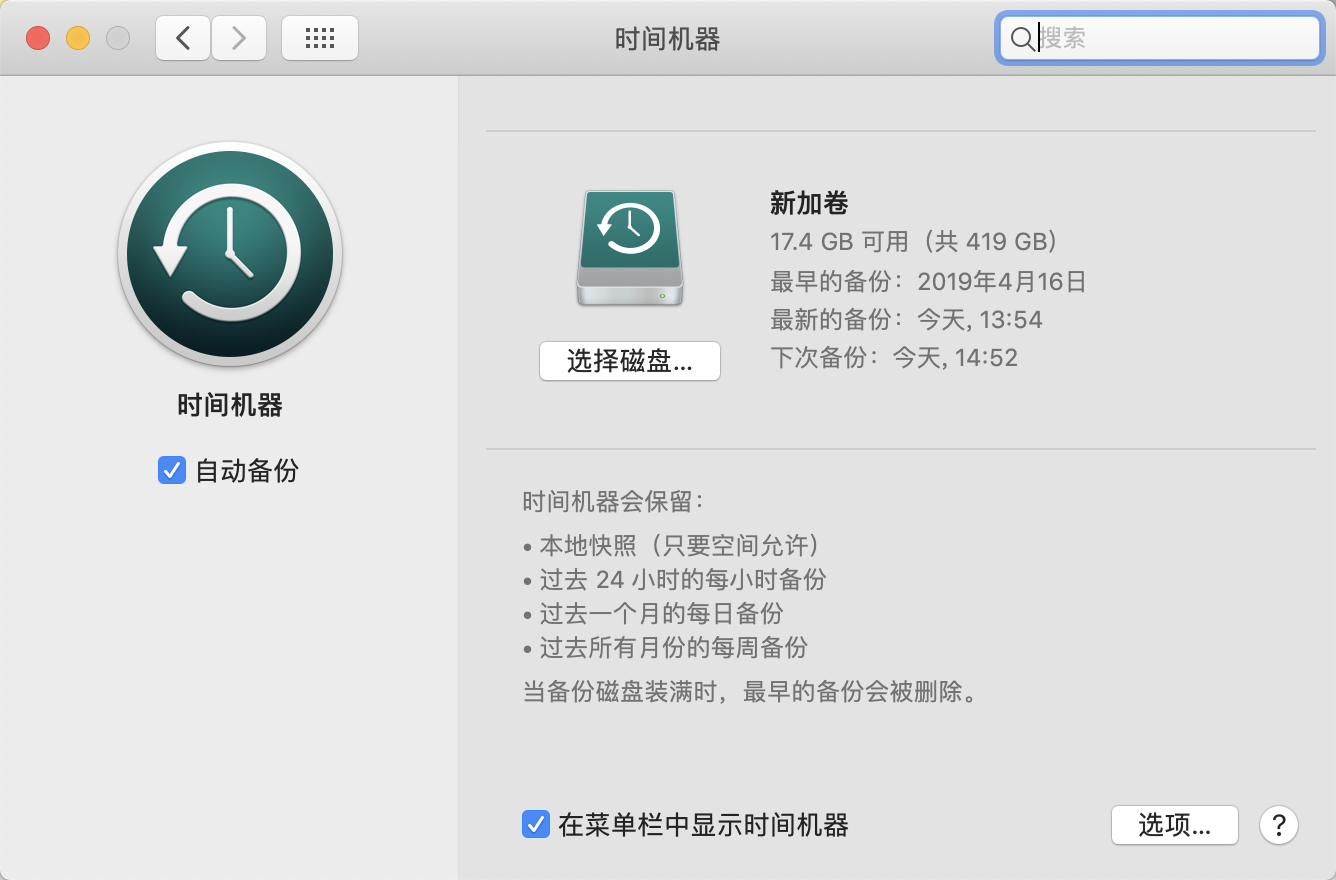 时间机器
搜索
时间机器
自动备份
新加卷
17.4 GB 可用（共 419 GB）
最早的备份：2019年4月16日
最新的备份：今天, 13:54
下次备份：今天, 14:52
选择磁盘...
时间机器会保留：
• 本地快照（只要空间允许）
• 过去 24 小时的每小时备份
• 过去一个月的每日备份
• 过去所有月份的每周备份
当备份磁盘装满时，最早的备份会被删除。
在菜单栏中显示时间机器
选项...
?